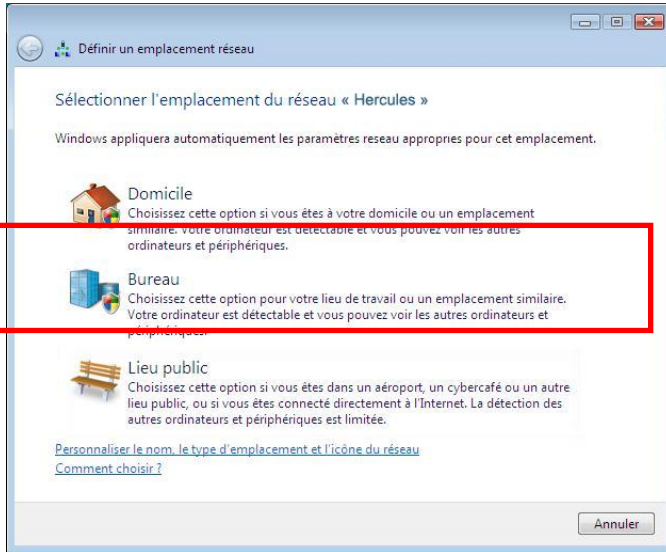 Définir un emplacement réseau
Sélectionner l'emplacement du réseau « Hercules »
Windows appliquera automatiquement les paramètres reseau appropries pour cet emplacement.
Domicile
Choisissez cette option si vous êtes à votre domicile ou un emplacement
similaire. Votre ordinateur est détectable et vous pouvez voir les autres
ordinateurs et périphériques.
Bureau
Choisissez cette option pour votre lieu de travail ou un emplacement similaire.
Votre ordinateur est détectable et vous pouvez voir les autres ordinateurs et
périphériques.
Lieu public
Choisissez cette option si vous êtes dans un aéroport, un cybercafé ou un autre
lieu public, ou si vous êtes connecté directement à l'Internet. La détection des
autres ordinateurs et périphériques est limitée.
Personnaliser le nom, le type d'emplacement et l'icône du réseau
Comment choisir ?
Annuler